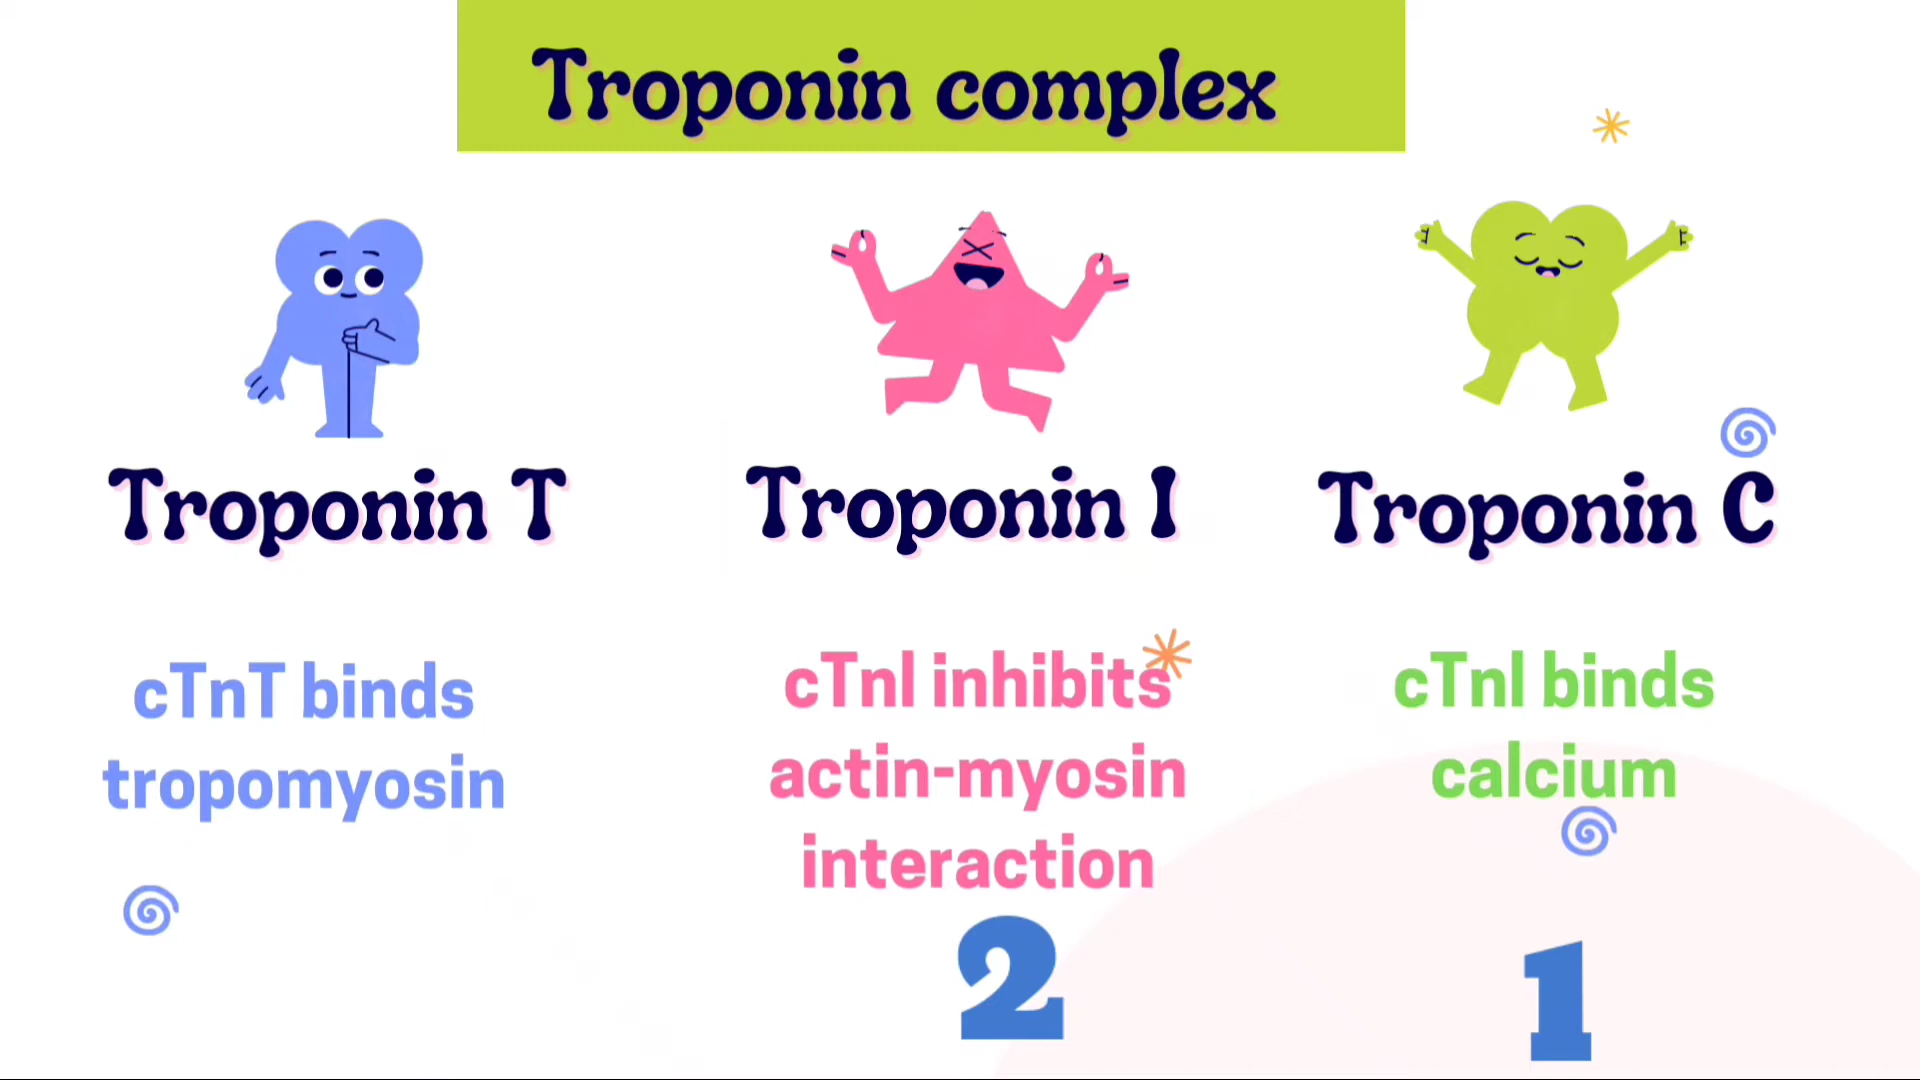 Troponin complex
Troponin T
Troponin I
Troponin C
cTnT binds
tropomyosin
cTnI inhibits
actin-myosin
interaction
cTnI binds
calcium
2
1